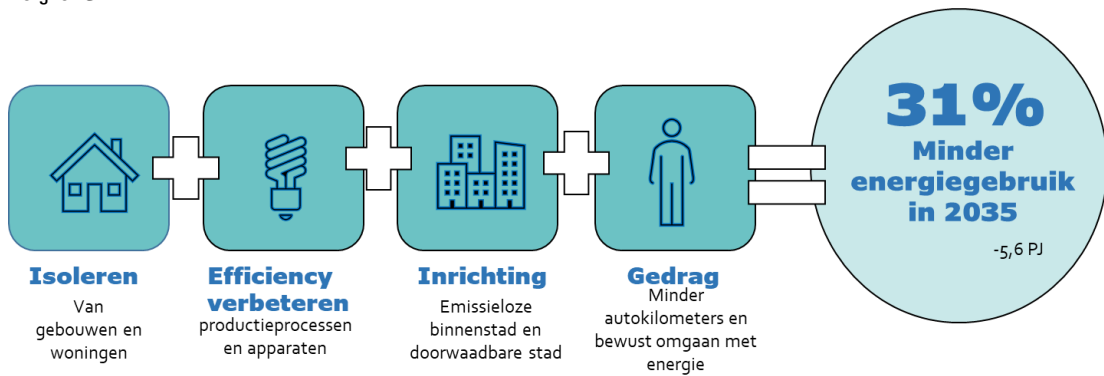 Isoleren
Van
gebouwen en
woningen
Efficiency
verbeteren
productieprocessen
en apparaten
Inrichting
Emissieloze
binnenstad en
doorwaadbare stad
Gedrag
Minder
autokilometers en
bewust omgaan met
energie
31%
Minder
energiegebruik
in 2035
-5,6 PJ